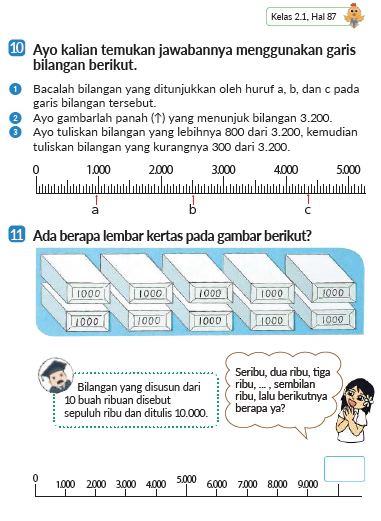 Kelas 2.1, Hal 87
10 Ayo kalian temukan jawabannya menggunakan garis
bilangan berikut.
1 Bacalah bilangan yang ditunjukkan oleh huruf a, b, dan c pada
garis bilangan tersebut.
2 Ayo gambarlah panah (↑) yang menunjuk bilangan 3.200.
3 Ayo tuliskan bilangan yang lebihnya 800 dari 3.200, kemudian
tuliskan bilangan yang kurangnya 300 dari 3.200.
0 1.000 2.000 3.000 4.000 5.000
a b c
11 Ada berapa lembar kertas pada gambar berikut?
1000 1000 1000 1000 1000
1000 1000 1000 1000 1000
Bilangan yang disusun dari
10 buah ribuan disebut
sepuluh ribu dan ditulis 10.000.
Seribu, dua ribu, tiga
ribu, ... , sembilan
ribu, lalu berikutnya
berapa ya?
0 1.000 2.000 3.000 4.000 5.000 6.000 7.000 8.000 9.000